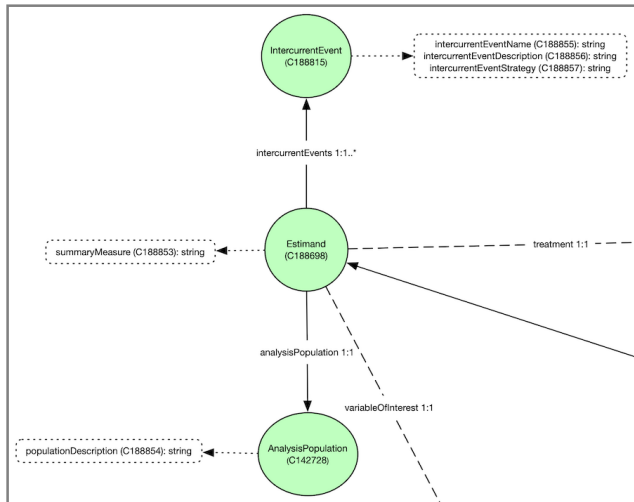 IntercurrentEvent
(C188815)
intercurrentEventName (C188855): string
intercurrentEventDescription (C188856): string
intercurrentEventStrategy (C188857): string
intercurrentEvents 1:1..*
summaryMeasure (C188853): string
Estimand
(C188698)
treatment 1:1
analysisPopulation 1:1
variableOfInterest 1:1
populationDescription (C188854): string
AnalysisPopulation
(C142728)